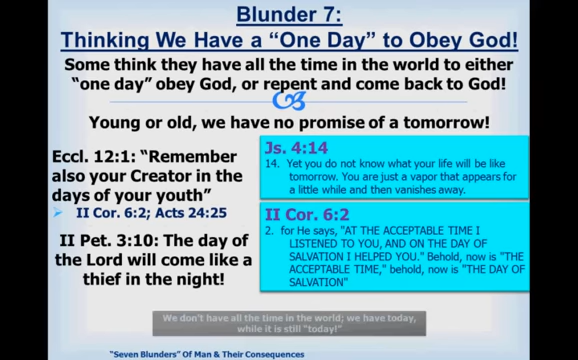 Blunder 7:
Thinking We Have a “One Day” to Obey God!
Some think they have all the time in the world to either
“one day” obey God, or repent and come back to God!
Young or old, we have no promise of a tomorrow!
Eccl. 12:1: “Remember
also your Creator in the
days of your youth”
II Cor. 6:2; Acts 24:25
II Pet. 3:10: The day of
the Lord will come like a
thief in the night!
Js. 4:14
14. Yet you do not know what your life will be like
tomorrow. You are just a vapor that appears for
a little while and then vanishes away.
II Cor. 6:2
2. for He says, "AT THE ACCEPTABLE TIME I
LISTENED TO YOU, AND ON THE DAY OF
SALVATION I HELPED YOU." Behold, now is "THE
ACCEPTABLE TIME," behold, now is "THE DAY OF
SALVATION"
We don't have all the time in the world; we have today,
while it is still "today!"
"Seven Blunders" Of Man & Their Consequences